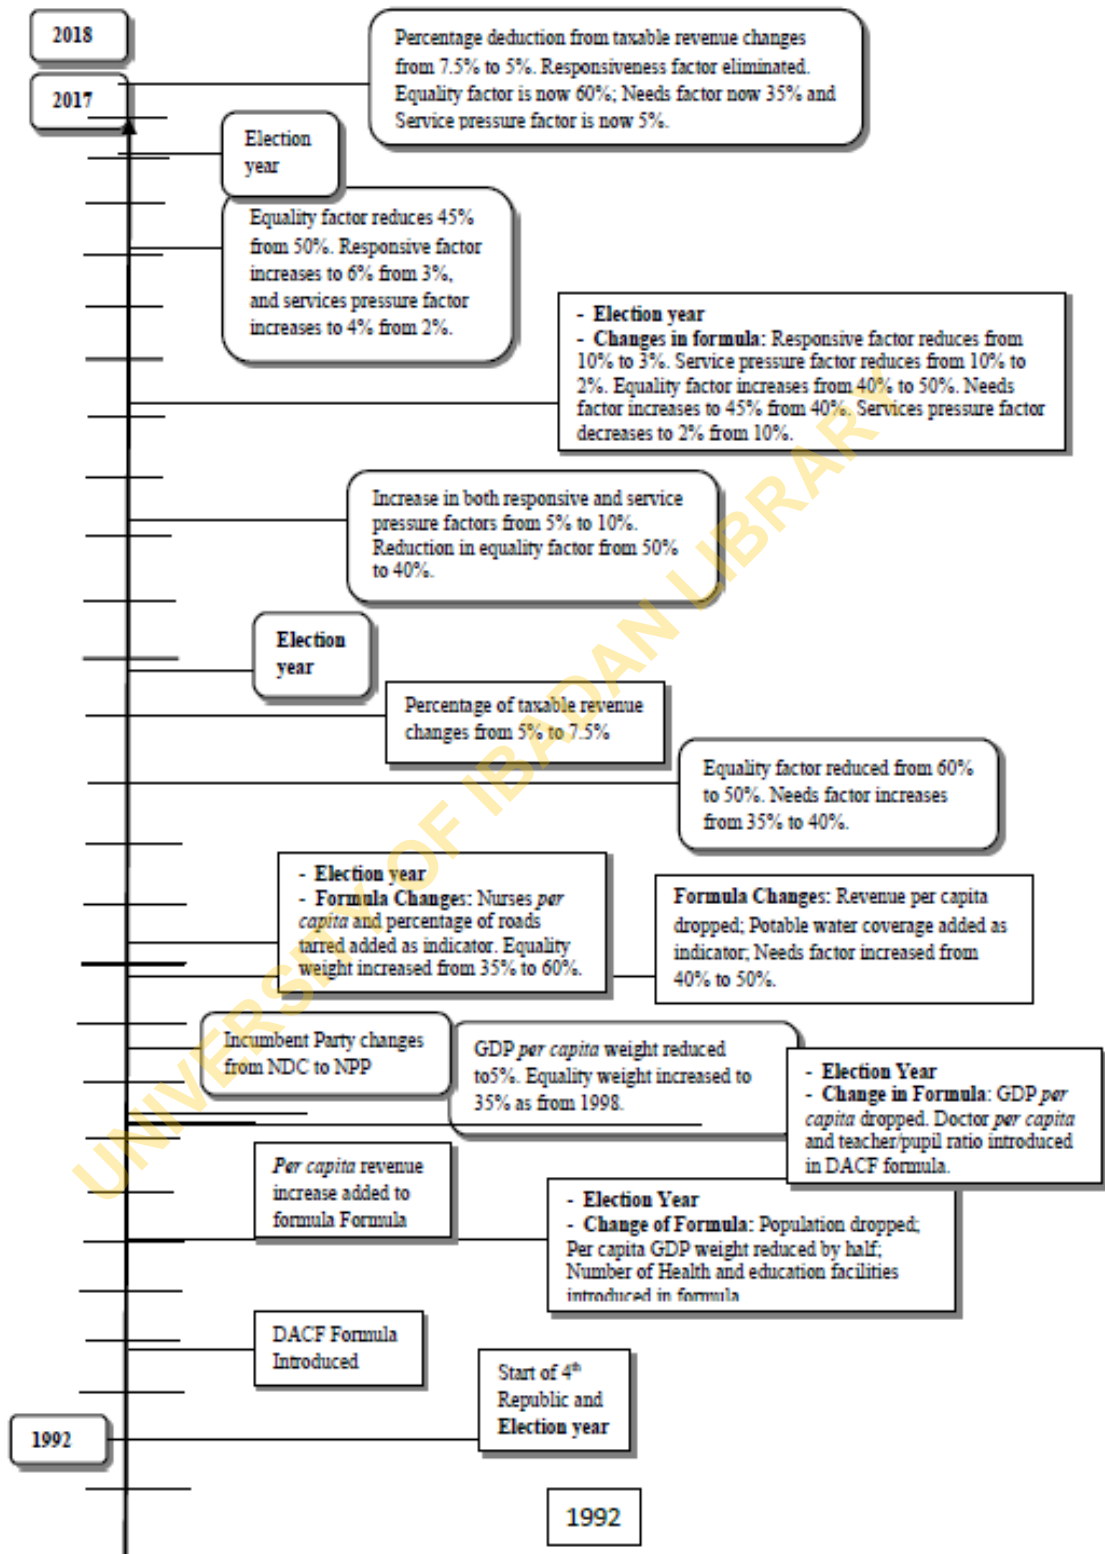 2018
Percentage deduction from taxable revenue changes
from 7.5% to 5%. Responsiveness factor eliminated.
Equality factor is now 60%; Needs factor now 35% and
Service pressure factor is now 5%.
2017
Election
year
Equality factor reduces 45%
from 50%. Responsive factor
increases to 6% from 3%,
and services pressure factor
increases to 4% from 2%.
- Election year
- Changes in formula: Responsive factor reduces from
10% to 3%. Service pressure factor reduces from 10% to
2%. Equality factor increases from 40% to 50%. Needs
factor increases to 45% from 40%. Services pressure factor
decreases to 2% from 10%.
Increase in both responsive and service
pressure factors from 5% to 10%.
Reduction in equality factor from 50%
to 40%.
Election
year
Percentage of taxable revenue
changes from 5% to 7.5%
Equality factor reduced from 60%
to 50%. Needs factor increases
from 35% to 40%.
- Election year
- Formula Changes: Nurses per
capita and percentage of roads
tarred added as indicator. Equality
weight increased from 35% to 60%.
Formula Changes: Revenue per capita
dropped; Potable water coverage added as
indicator; Needs factor increased from
40% to 50%.
Incumbent Party changes
from NDC to NPP
GDP per capita weight reduced
to5%. Equality weight increased to
35% as from 1998.
- Election Year
- Change in Formula: GDP per
capita dropped. Doctor per capita
and teacher/pupil ratio introduced
in DACF formula.
Per capita revenue
increase added to
formula Formula
- Election Year
- Change of Formula: Population dropped;
Per capita GDP weight reduced by half;
Number of Health and education facilities
introduced in formula
DACF Formula
Introduced
Start of 4th
Republic and
Election year
1992
1992
UNIVERSITY OF IBADAN LIBRARY